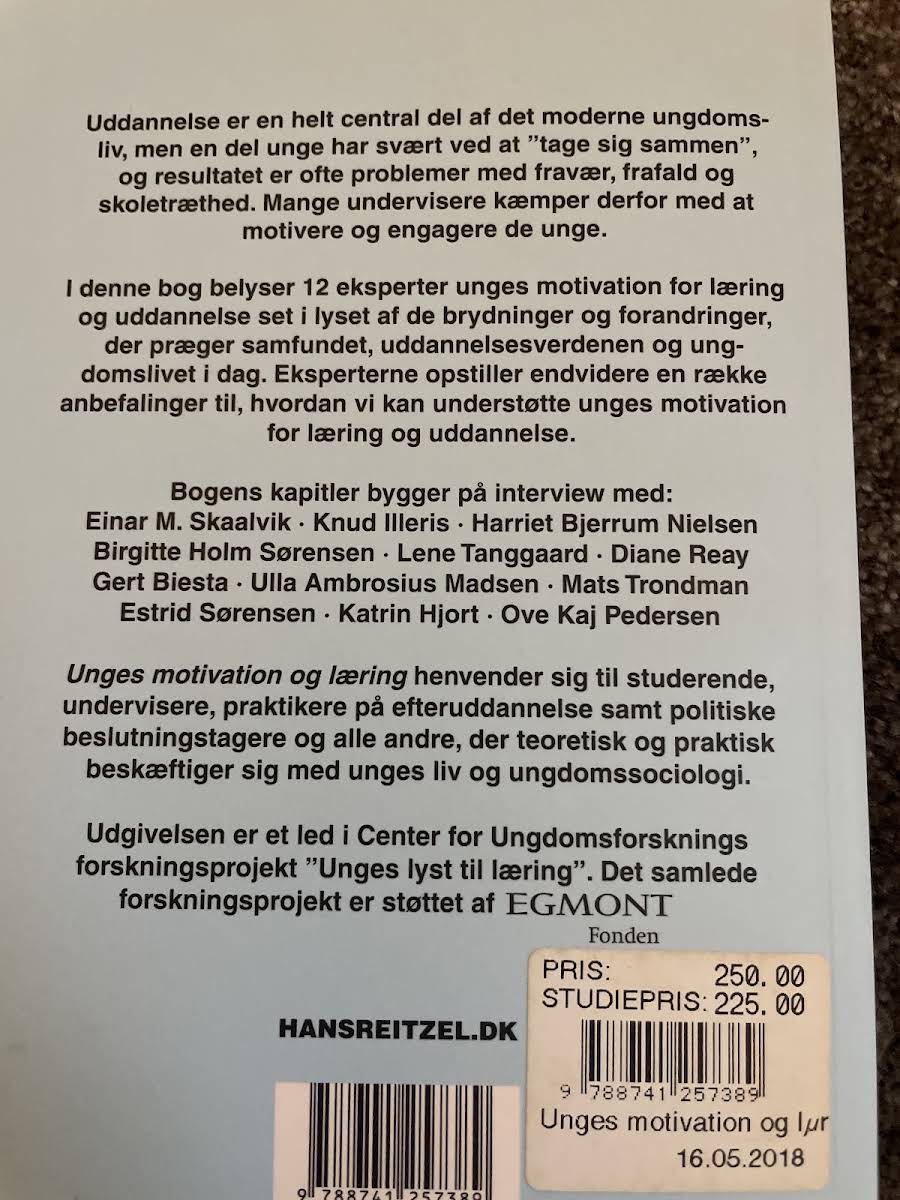 Uddannelse er en helt central del af det moderne ungdoms-
liv, men en del unge har svært ved at ”tage sig sammen”,
og resultatet er ofte problemer med fravær, frafald og
skoletræthed. Mange undervisere kæmper derfor med at
motivere og engagere de unge.
I denne bog belyser 12 eksperter unges motivation for læring
og uddannelse set i lyset af de brydninger og forandringer,
der præger samfundet, uddannelsesverdenen og ung-
domslivet i dag. Eksperterne opstiller endvidere en række
anbefalinger til, hvordan vi kan understøtte unges motivation
for læring og uddannelse.
Bogens kapitler bygger på interview med:
Einar M. Skaalvik · Knud Illeris · Harriet Bjerrum Nielsen
Birgitte Holm Sørensen · Lene Tanggaard · Diane Reay
Gert Biesta · Ulla Ambrosius Madsen · Mats Trondman
Estrid Sørensen · Katrin Hjort · Ove Kaj Pedersen
Unges motivation og læring henvender sig til studerende,
undervisere, praktikere på efteruddannelse samt politiske
beslutningstagere og alle andre, der teoretisk og praktisk
beskæftiger sig med unges liv og ungdomssociologi.
Udgivelsen er et led i Center for Ungdomsforsknings
forskningsprojekt ”Unges lyst til læring”. Det samlede
forskningsprojekt er støttet af EGMONT
Fonden
PRIS: 250.00
STUDIEPRIS: 225.00
9 788741 257389
Unges motivation og lµr
16.05.2018
HANSREITZEL.DK
9 788741 257389